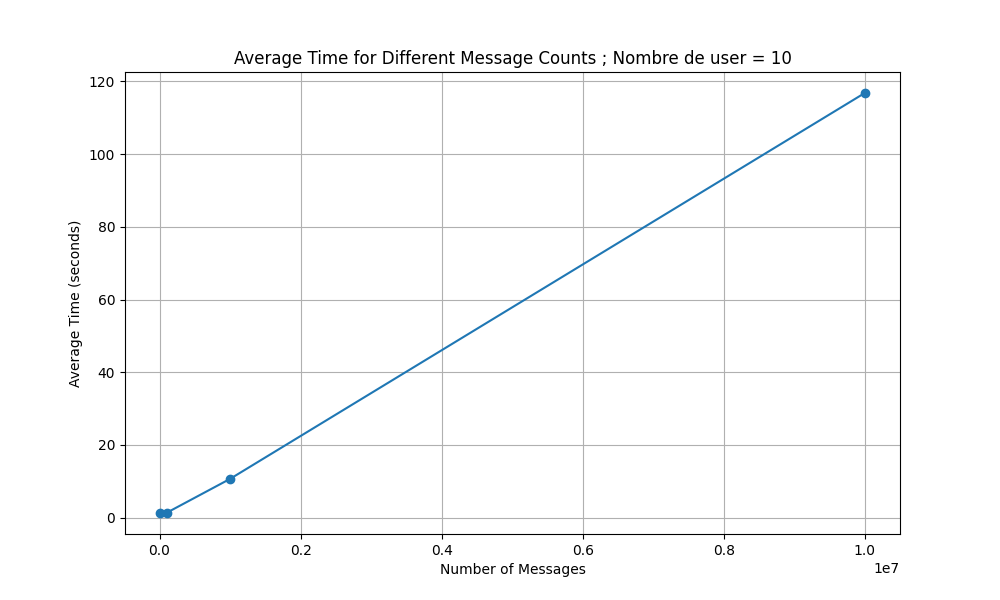 Average Time for Different Message Counts ; Nombre de user = 10
120
100
80
60
40
20
0
Average Time (seconds)
0.0 0.2 0.4 0.6 0.8 1.0
1e7
Number of Messages